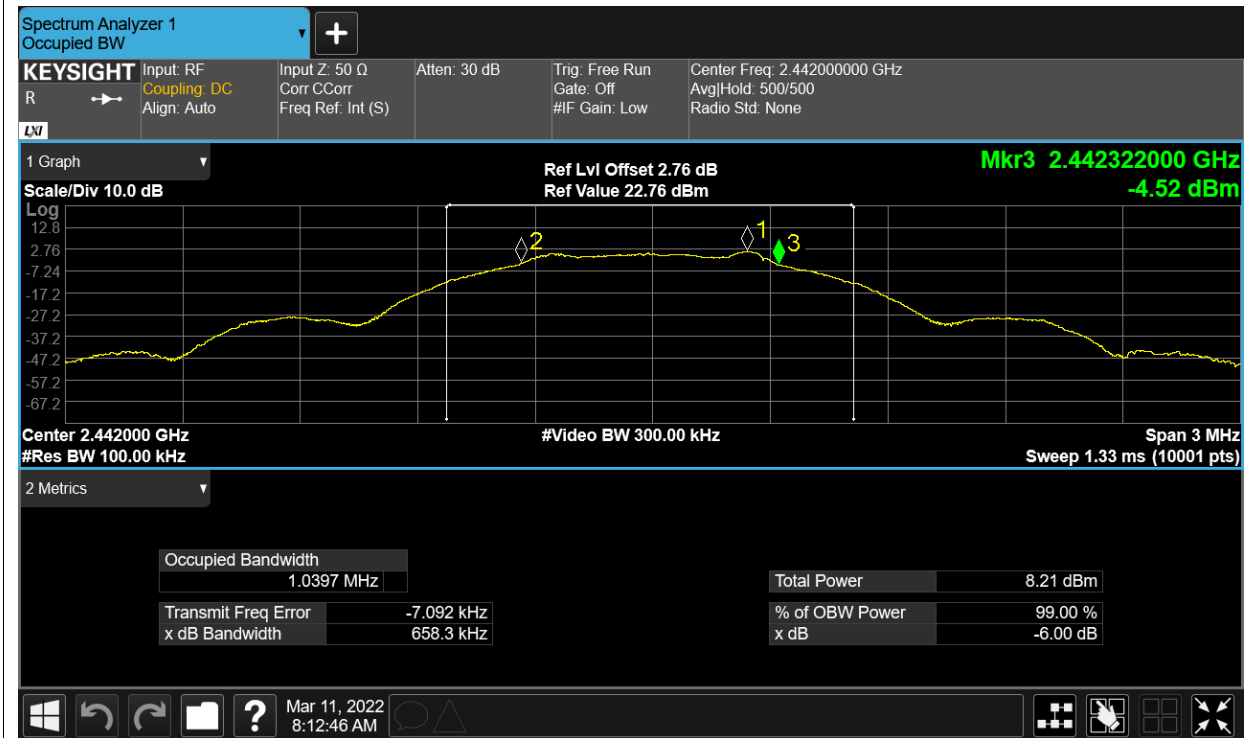 Spectrum Analyzer 1
Occupied BW
KEYSIGHT
R
LXI
Input: RF
Coupling: DC
Align: Auto
Input Z: 50 Ω
Corr CCorr
Freq Ref: Int (S)
Atten: 30 dB
Trig: Free Run
Gate: Off
#IF Gain: Low
Center Freq: 2.442000000 GHz
Avg|Hold: 500/500
Radio Std: None
1 Graph
Scale/Div 10.0 dB
Ref Lvl Offset 2.76 dB
Ref Value 22.76 dBm
Mkr3 2.442322000 GHz
-4.52 dBm
Log
12.8
2.76
-7.24
-17.2
-27.2
-37.2
-47.2
-57.2
-67.2
2
1
3
Center 2.442000 GHz
#Res BW 100.00 kHz
#Video BW 300.00 kHz
Span 3 MHz
Sweep 1.33 ms (10001 pts)
2 Metrics
Occupied Bandwidth
1.0397 MHz
Transmit Freq Error -7.092 kHz
x dB Bandwidth 658.3 kHz
Total Power 8.21 dBm
% of OBW Power 99.00 %
x dB -6.00 dB
?
Mar 11, 2022
8:12:46 AM